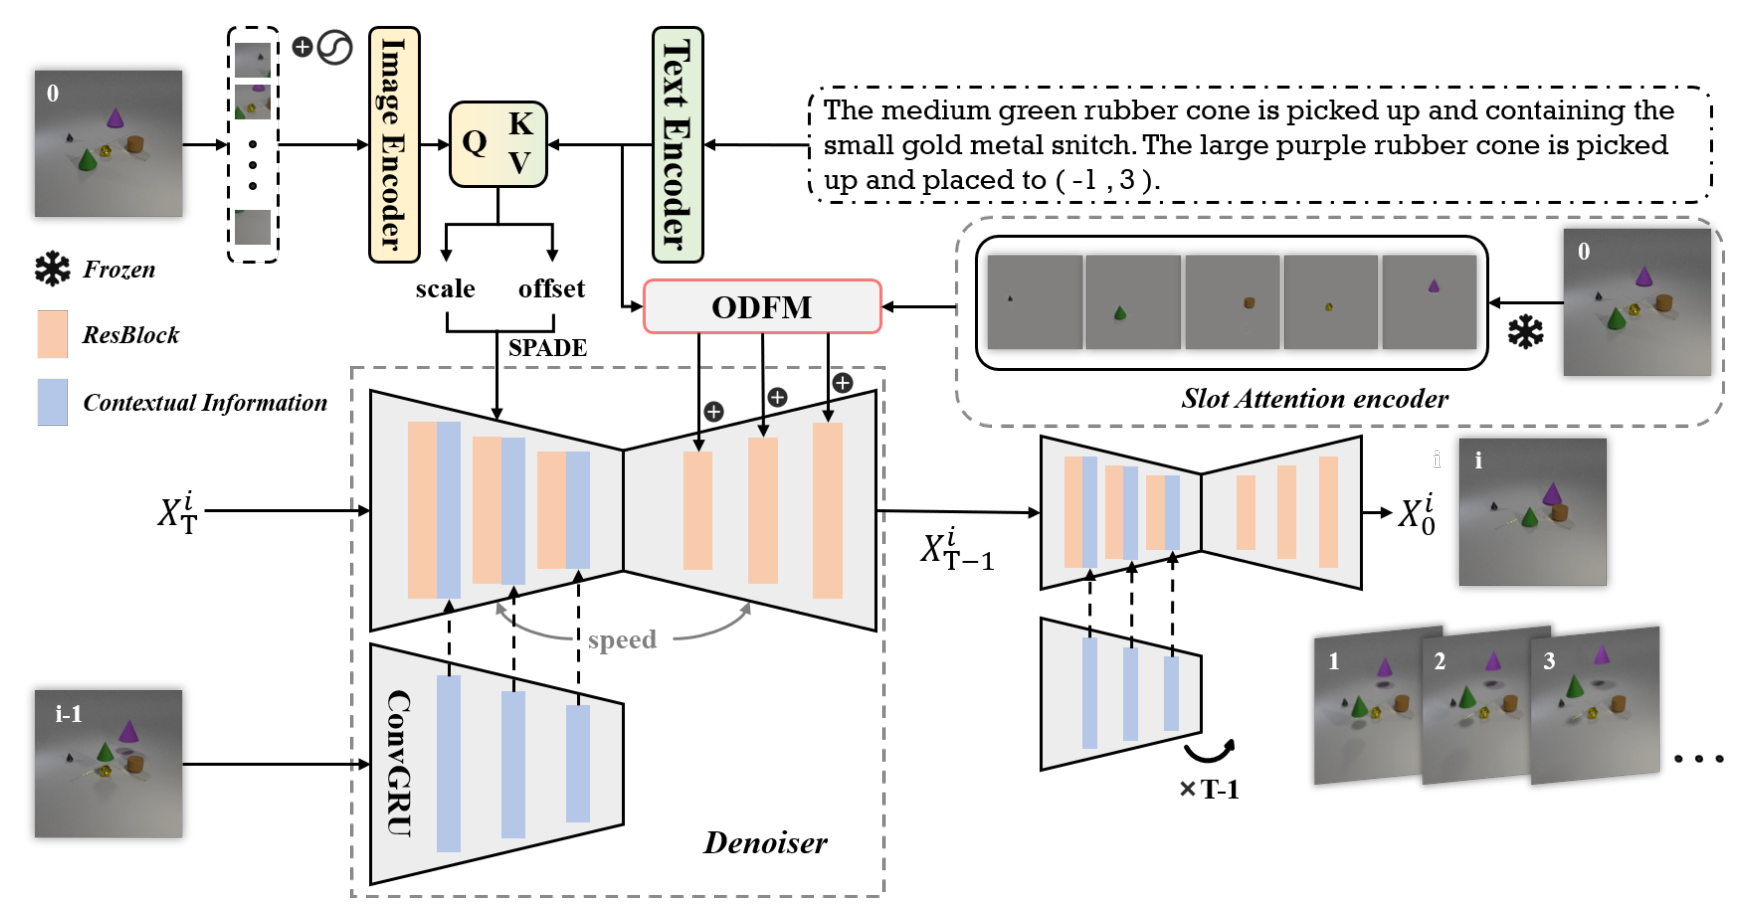 0
Image Encoder
Q
K
V
Text Encoder
The medium green rubber cone is picked up and containing the
small gold metal snitch. The large purple rubber cone is picked
up and placed to ( -1 , 3 ).
Frozen
ResBlock
Contextual Information
scale
offset
SPADE
ODFM
0
Slot Attention encoder
X_T^i
speed
X_{T-1}^i
X_0^i
i
i
i-1
ConvGRU
Denoiser
× T-1
1
2
3
...